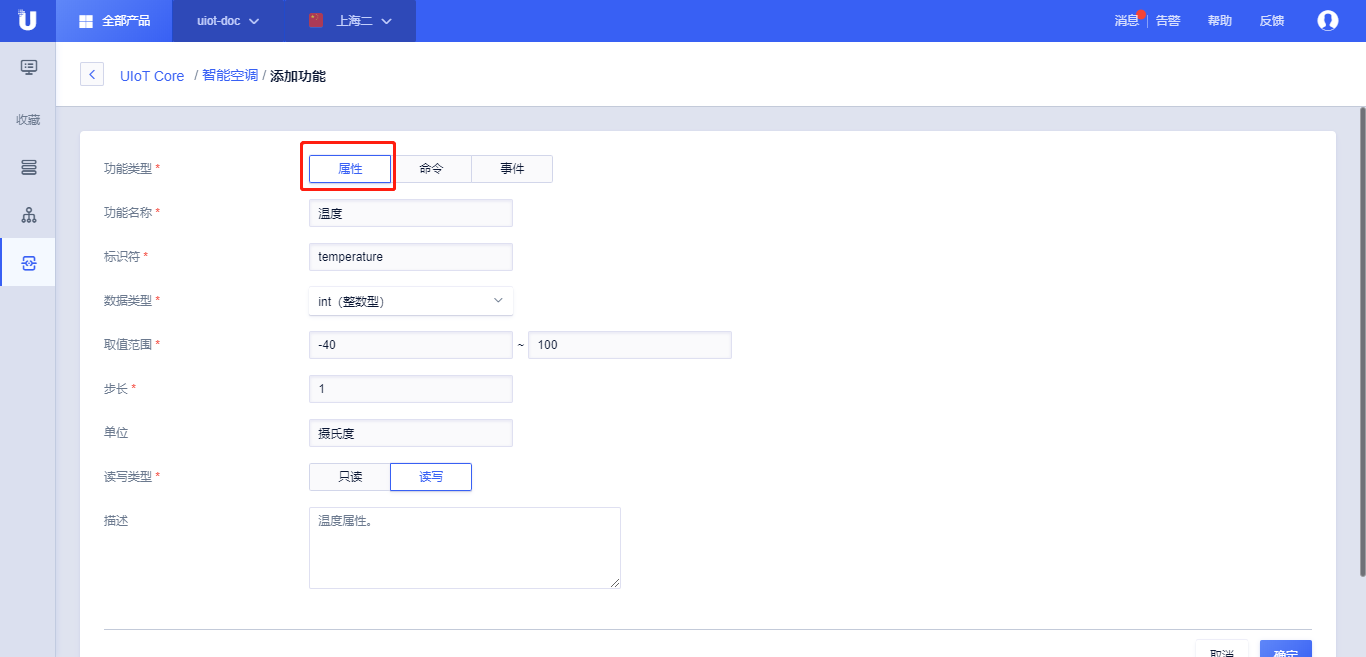 全部产品 uiot-doc 上海二 消息 告警 帮助 反馈
收藏
UIoT Core / 智能空调 / 添加功能
功能类型 * 属性 命令 事件
功能名称 * 温度
标识符 * temperature
数据类型 * int（整数型）
取值范围 * -40 ~ 100
步长 * 1
单位 摄氏度
读写类型 * 只读 读写
描述 温度属性。
取消 确定